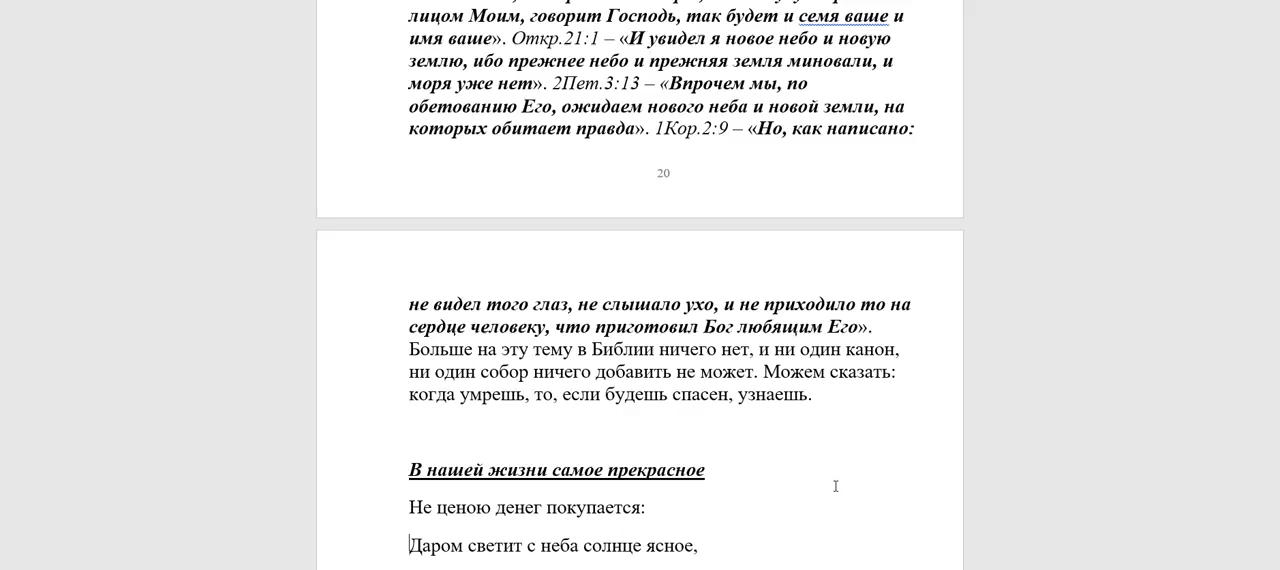 лицом Моим, говорит Господь, так будет и семя ваше и
имя ваше». Откр.21:1 – «И увидел я новое небо и новую
землю, ибо прежнее небо и прежняя земля миновали, и
моря уже нет». 2Пет.3:13 – «Впрочем мы, по
обетованию Его, ожидаем нового неба и новой земли, на
которых обитает правда». 1Кор.2:9 – «Но, как написано:
20
не видел того глаз, не слышало ухо, и не приходило то на
сердце человеку, что приготовил Бог любящим Его».
Больше на эту тему в Библии ничего нет, и ни один канон,
ни один собор ничего добавить не может. Можем сказать:
когда умрешь, то, если будешь спасен, узнаешь.
В нашей жизни самое прекрасное
Не ценою денег покупается:
Даром светит с неба солнце ясное,